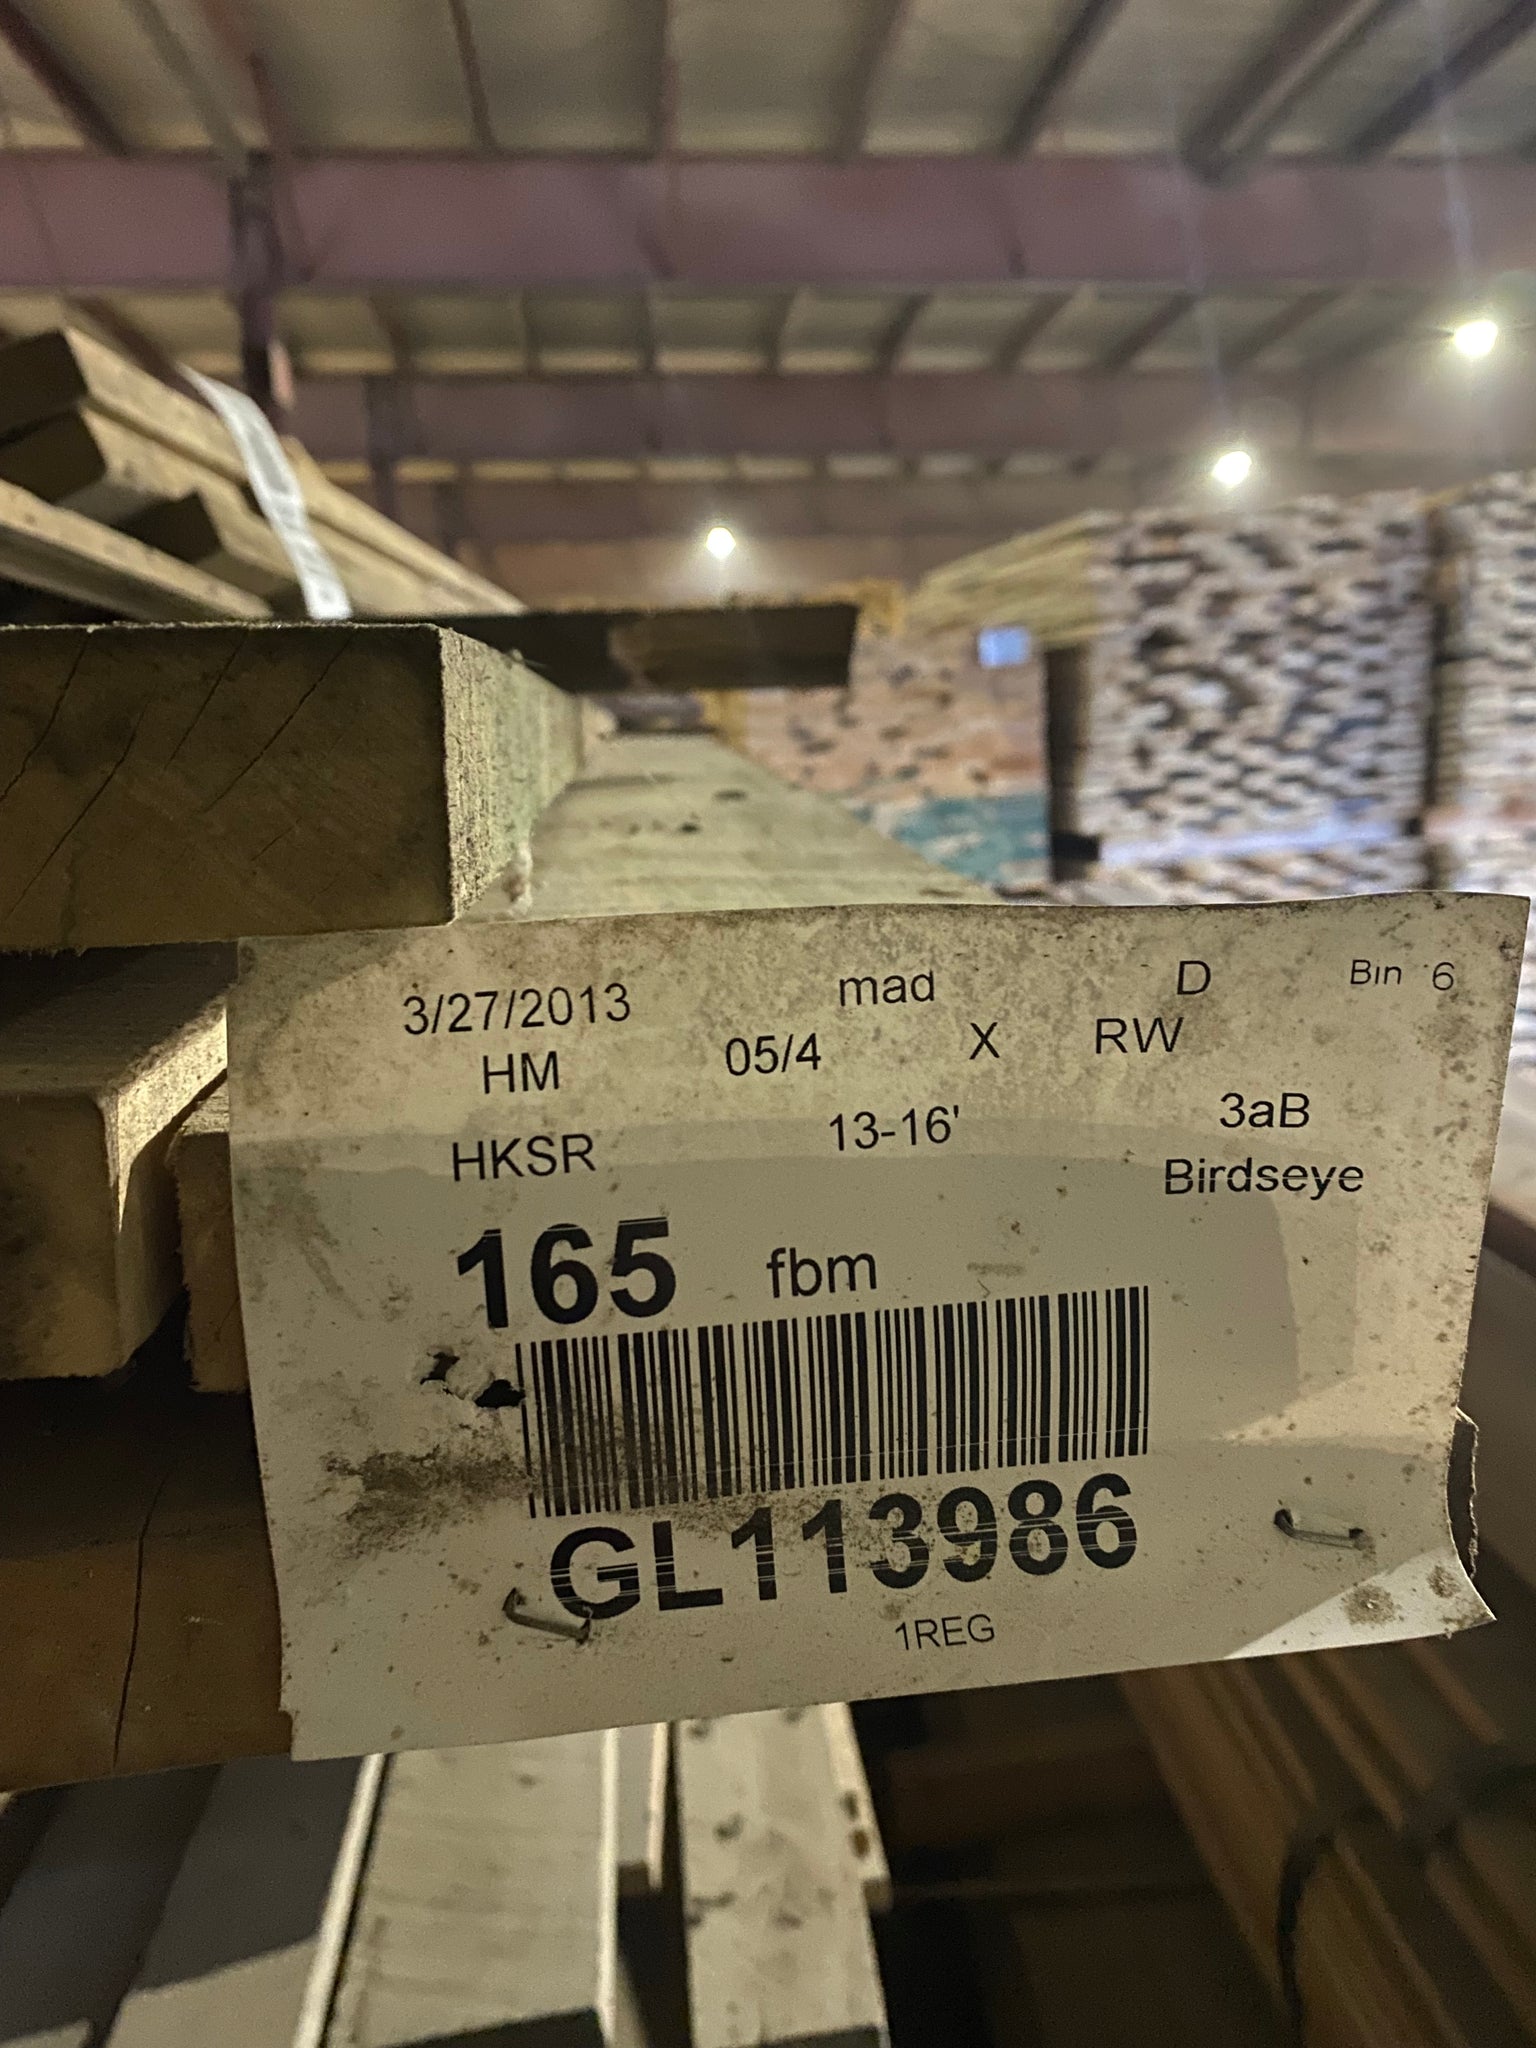 3/27/2013 mad D Bin 6
HM 05/4 X RW
HKSR 13-16' 3aB
Birdseye
165 fbm
GL113986
1REG